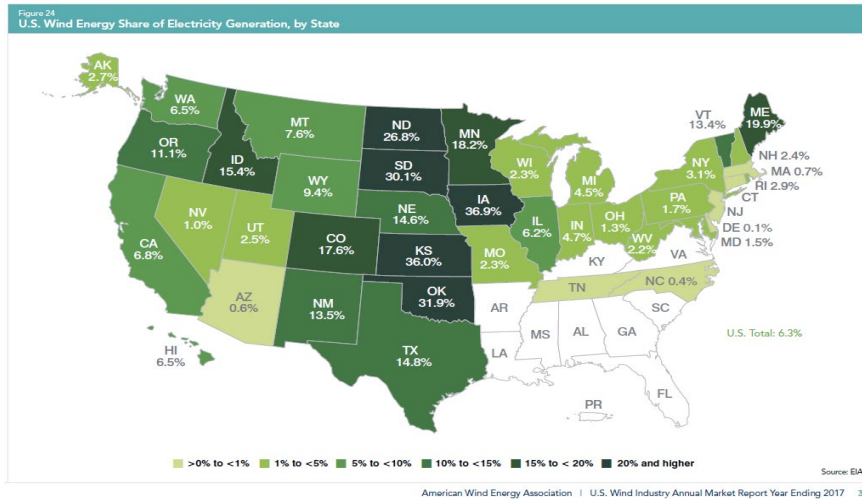 Figure 24
U.S. Wind Energy Share of Electricity Generation, by State
AK
2.7%
WA
6.5%
MT
7.6%
ND
26.8%
MN
18.2%
VT
13.4%
ME
19.9%
OR
11.1%
ID
15.4%
SD
30.1%
WI
2.3%
NY
3.1%
NH 2.4%
MA 0.7%
RI 2.9%
CT
WY
9.4%
MI
4.5%
IA
36.9%
PA
1.7%
NJ
NV
1.0%
UT
2.5%
NE
14.6%
IL
6.2%
IN
4.7%
OH
1.3%
DE 0.1%
MD 1.5%
CA
6.8%
CO
17.6%
KS
36.0%
MO
2.3%
WV
2.2%
VA
KY
AZ
0.6%
NM
13.5%
OK
31.9%
TN
NC 0.4%
AR
SC
MS
AL
GA
U.S. Total: 6.3%
HI
6.5%
TX
14.8%
LA
FL
PR
>0% to <1%
1% to <5%
5% to <10%
10% to <15%
15% to < 20%
20% and higher
Source: EIA
American Wind Energy Association | U.S. Wind Industry Annual Market Report Year Ending 2017 3